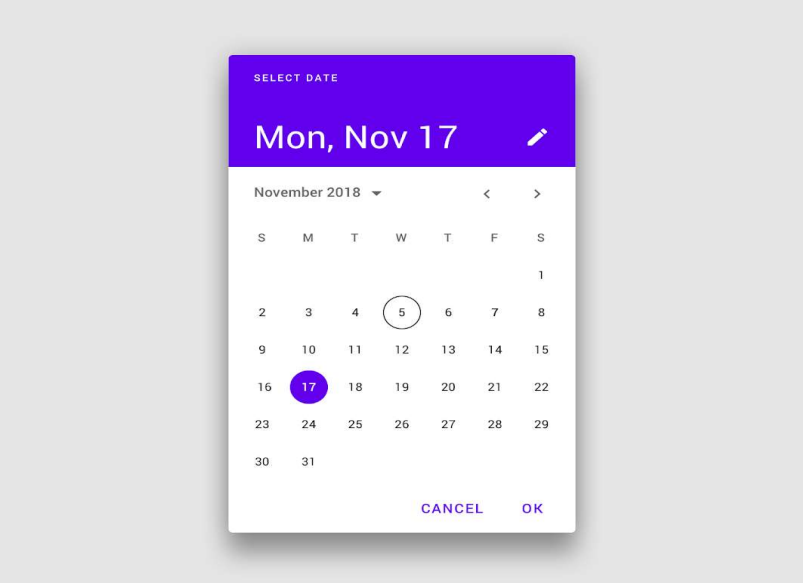 SELECT DATE
Mon, Nov 17
November 2018
S M T W T F S
1
2 3 4 5 6 7 8
9 10 11 12 13 14 15
16 17 18 19 20 21 22
23 24 25 26 27 28 29
30 31
CANCEL OK